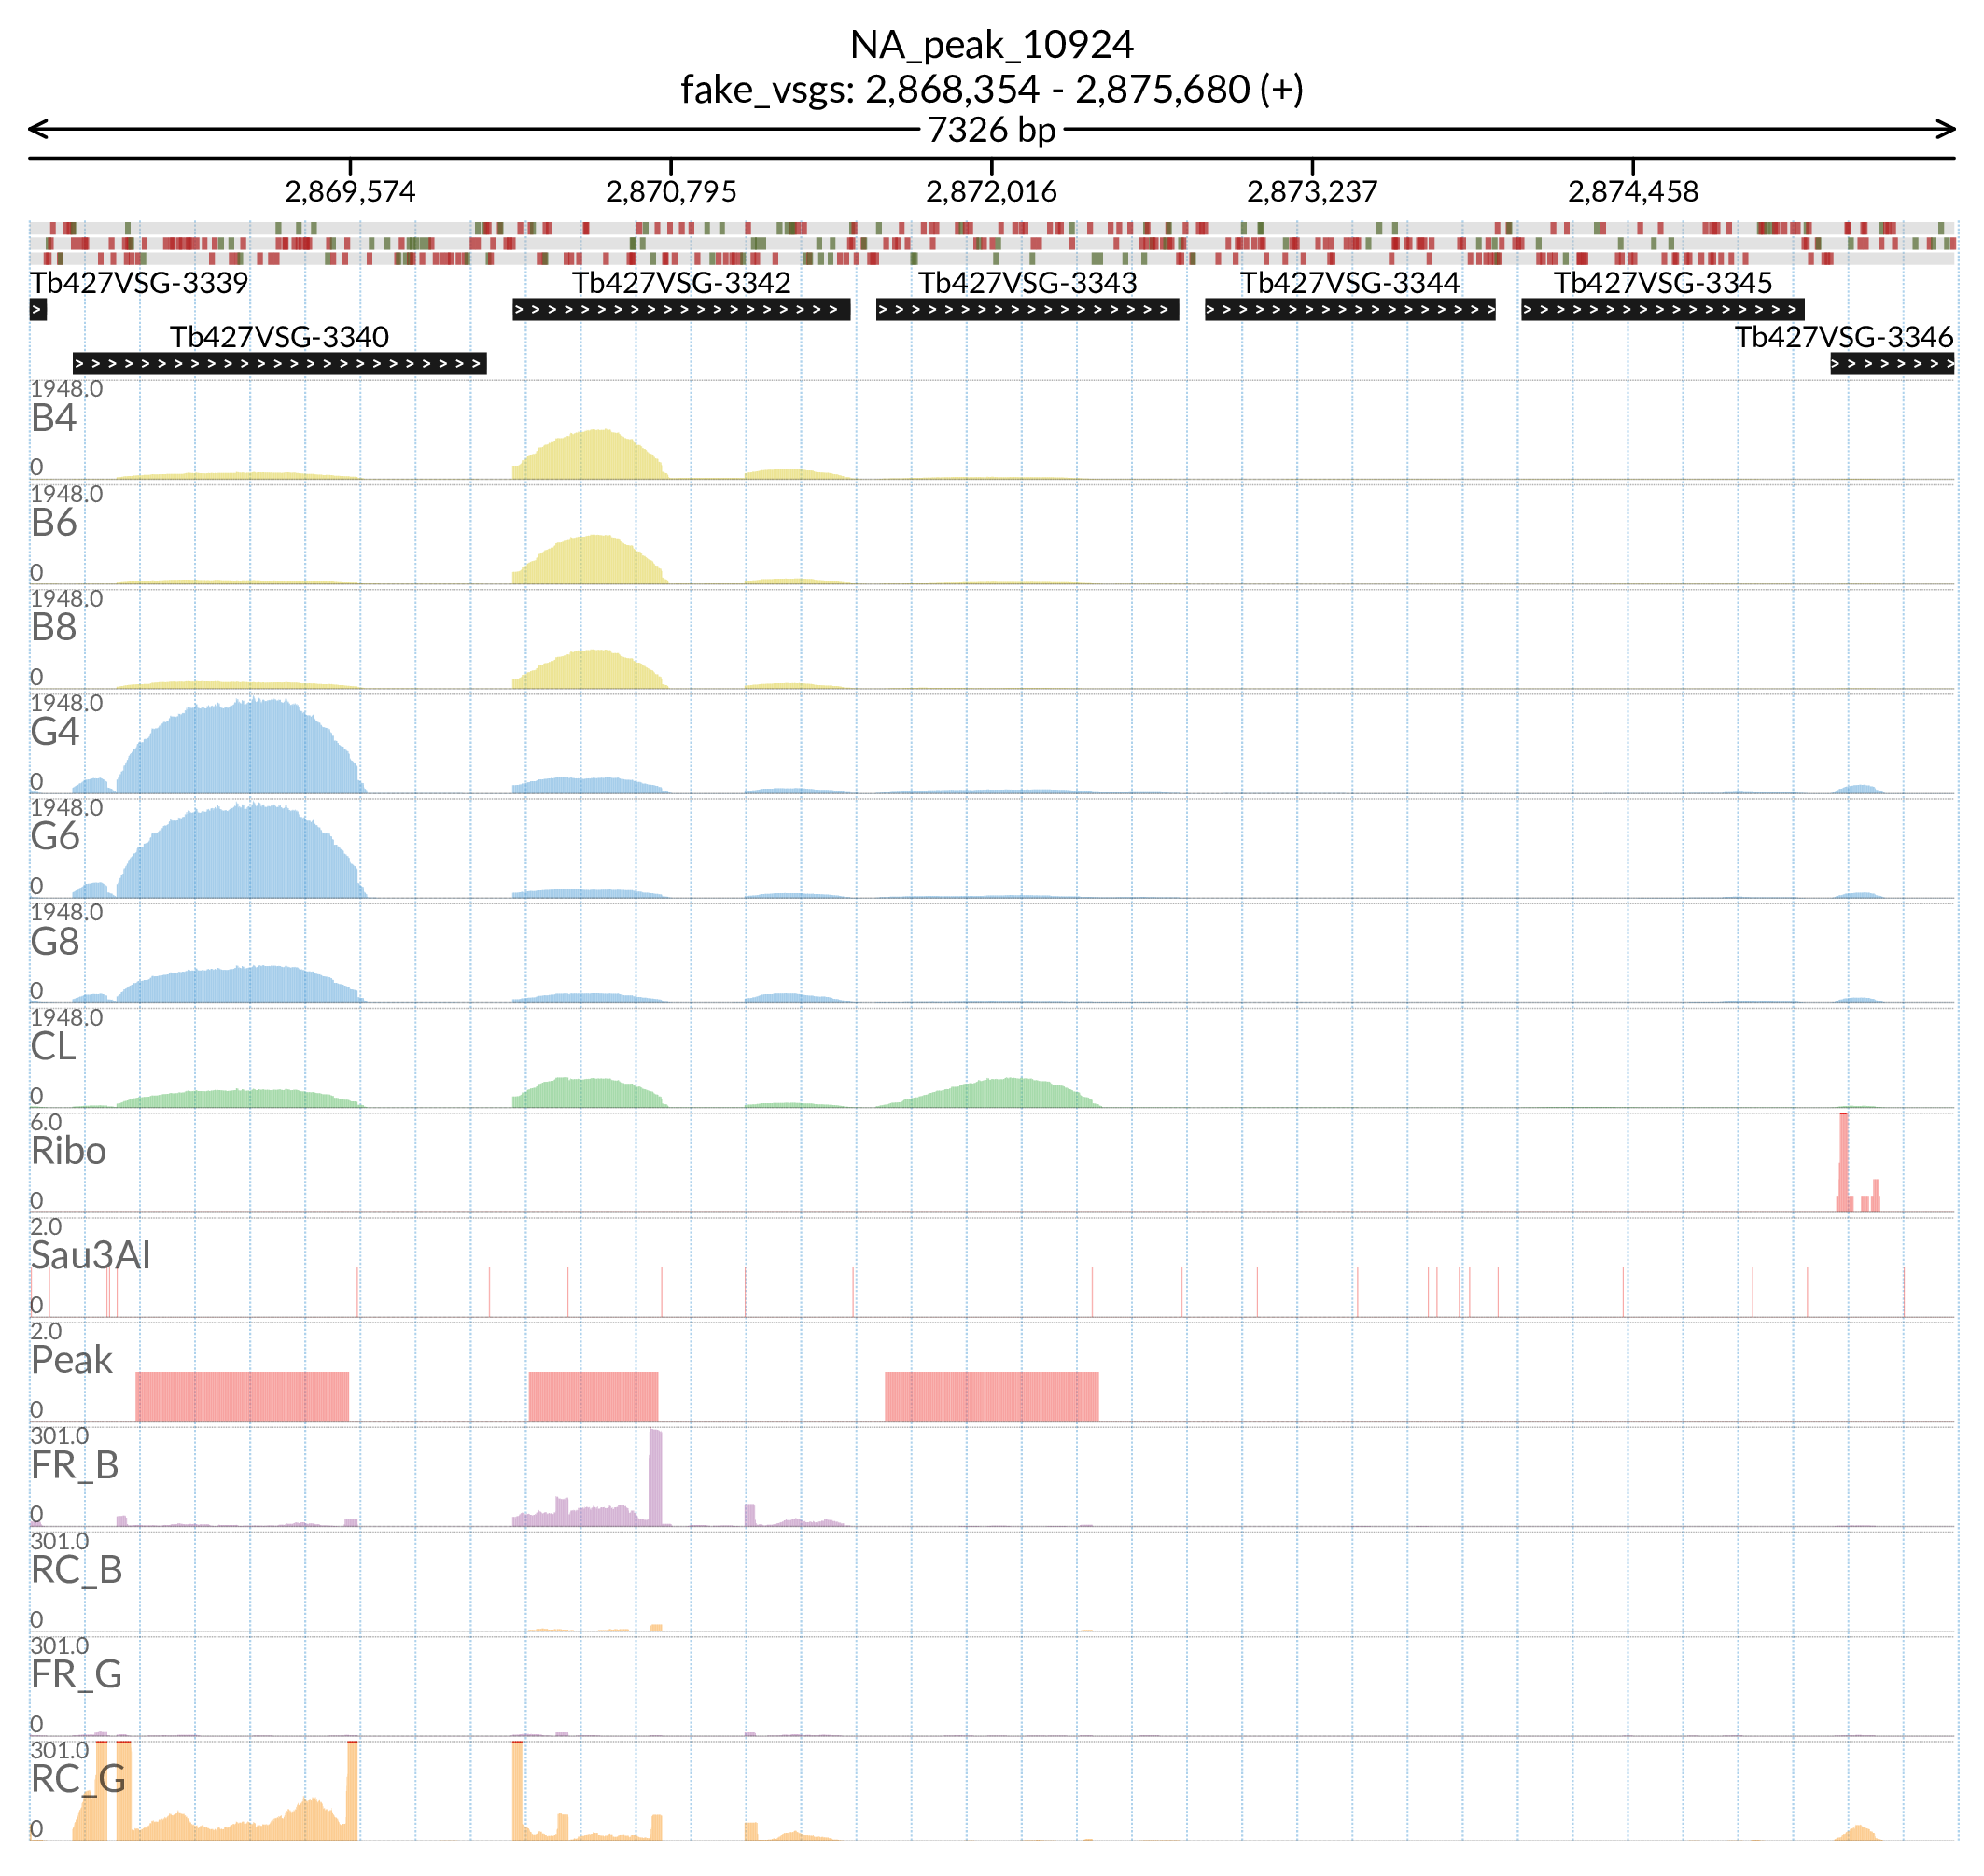 NA_peak_10924
fake_vsgs: 2,868,354 - 2,875,680 (+)
7326 bp
2,869,574 2,870,795 2,872,016 2,873,237 2,874,458
Tb427VSG-3339 Tb427VSG-3342 Tb427VSG-3343 Tb427VSG-3344 Tb427VSG-3345
Tb427VSG-3340 Tb427VSG-3346
1948.0
B4
0
1948.0
B6
0
1948.0
B8
0
1948.0
G4
0
1948.0
G6
0
1948.0
G8
0
1948.0
CL
0
6.0
Ribo
0
2.0
Sau3AI
0
2.0
Peak
0
301.0
FR_B
0
301.0
RC_B
0
301.0
FR_G
0
301.0
RC_G
0